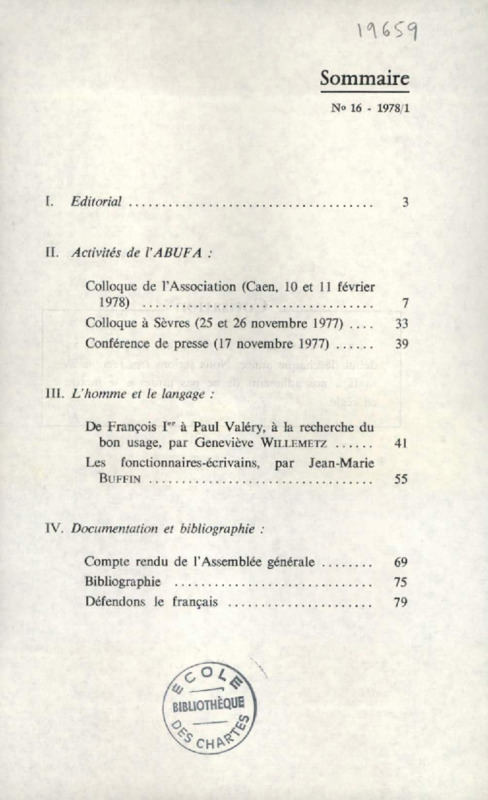 19659
Sommaire
Nº 16 - 1978/1
I. Editorial ..................................... 3
II. Activités de l'ABUFA :
Colloque de l'Association (Caen, 10 et 11 février
1978) .................................. 7
Colloque à Sèvres (25 et 26 novembre 1977) .... 33
Conférence de presse (17 novembre 1977) ...... 39
III. L'homme et le langage :
De François Ier à Paul Valéry, à la recherche du
bon usage, par Geneviève WILLEMETZ ...... 41
Les fonctionnaires-écrivains, par Jean-Marie
BUFFIN .................................. 55
IV. Documentation et bibliographie :
Compte rendu de l'Assemblée générale ........ 69
Bibliographie .............................. 75
Défendons le français ...................... 79
ECOLE
BIBLIOTHÈQUE
DES CHARTES